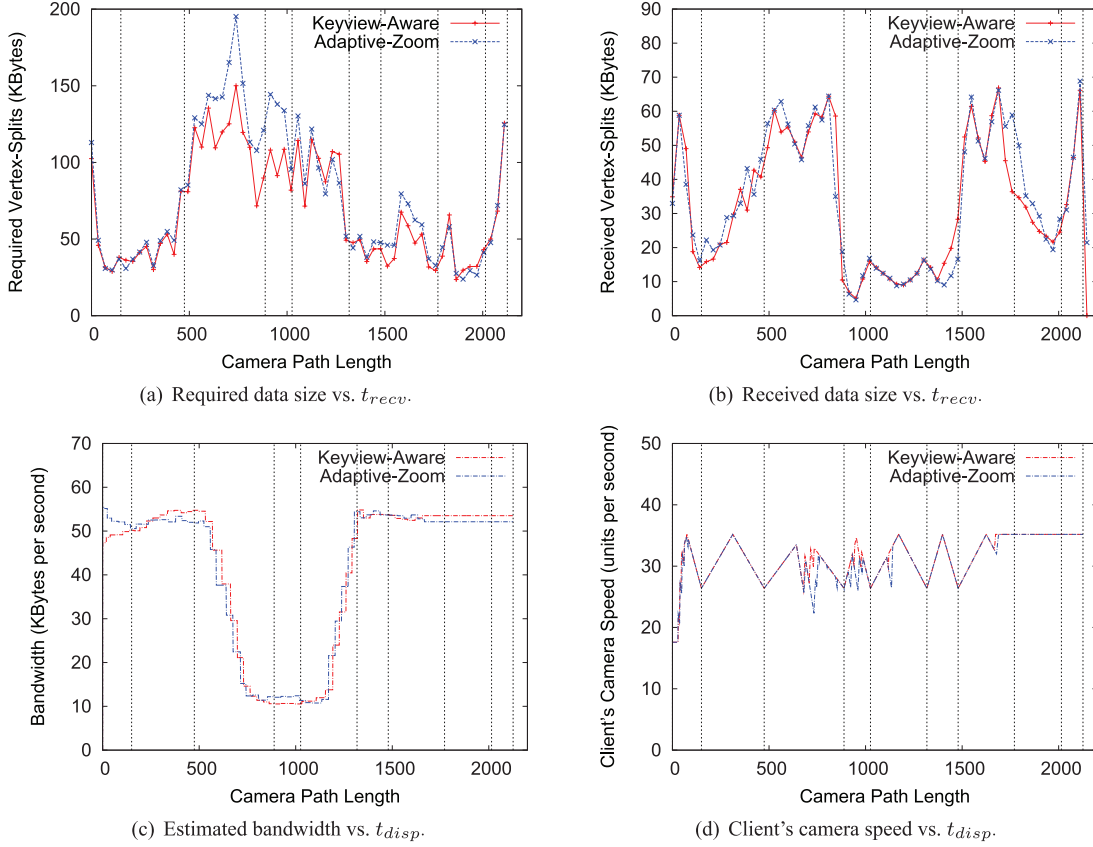 Required Vertex-Splits (KBytes)
200
150
100
50
0
0 500 1000 1500 2000
Keyview-Aware
Adaptive-Zoom
Camera Path Length
(a) Required data size vs. t_recv.
Received Vertex-Splits (KBytes)
90
80
70
60
50
40
30
20
10
0
0 500 1000 1500 2000
Keyview-Aware
Adaptive-Zoom
Camera Path Length
(b) Received data size vs. t_recv.
Bandwidth (KBytes per second)
70
60
50
40
30
20
10
0
0 500 1000 1500 2000
Keyview-Aware
Adaptive-Zoom
Camera Path Length
(c) Estimated bandwidth vs. t_disp.
Client's Camera Speed (units per second)
50
40
30
20
10
0
0 500 1000 1500 2000
Keyview-Aware
Adaptive-Zoom
Camera Path Length
(d) Client's camera speed vs. t_disp.